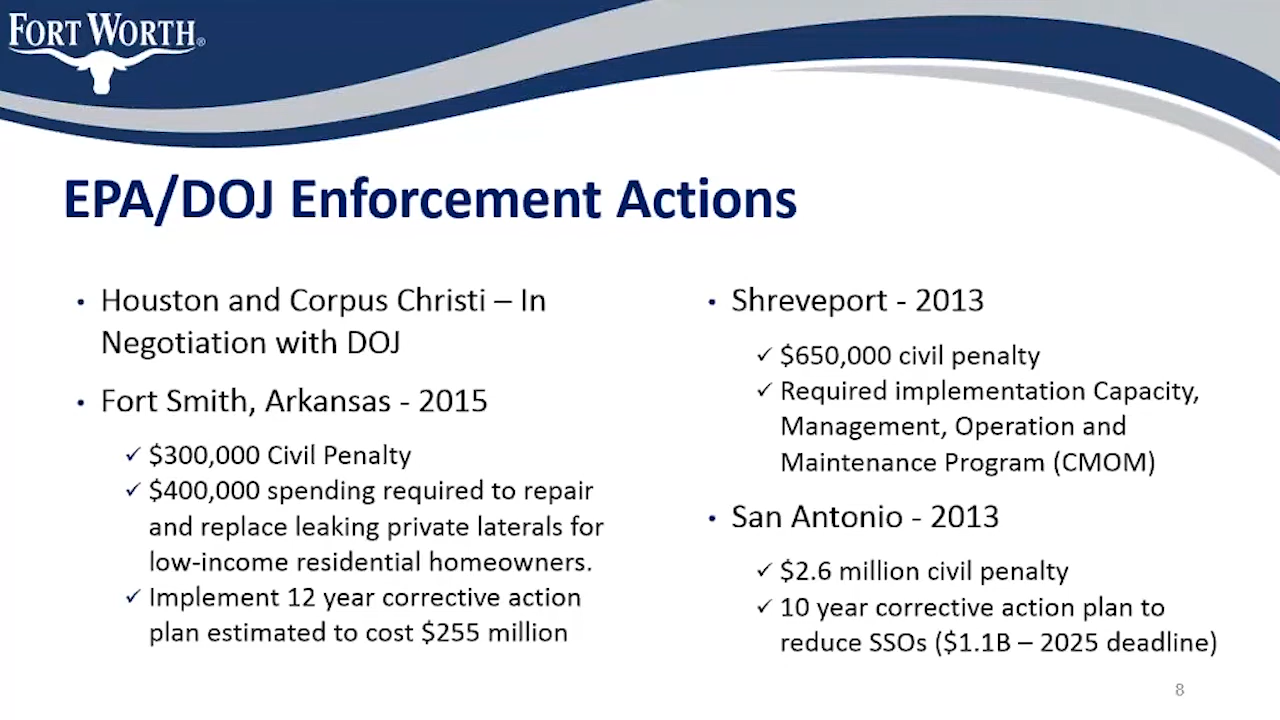 FORT WORTH®
EPA/DOJ Enforcement Actions
• Houston and Corpus Christi – In
Negotiation with DOJ
• Fort Smith, Arkansas - 2015
✓ $300,000 Civil Penalty
✓ $400,000 spending required to repair
and replace leaking private laterals for
low-income residential homeowners.
✓ Implement 12 year corrective action
plan estimated to cost $255 million
• Shreveport - 2013
✓ $650,000 civil penalty
✓ Required implementation Capacity,
Management, Operation and
Maintenance Program (CMOM)
• San Antonio - 2013
✓ $2.6 million civil penalty
✓ 10 year corrective action plan to
reduce SSOs ($1.1B – 2025 deadline)
8